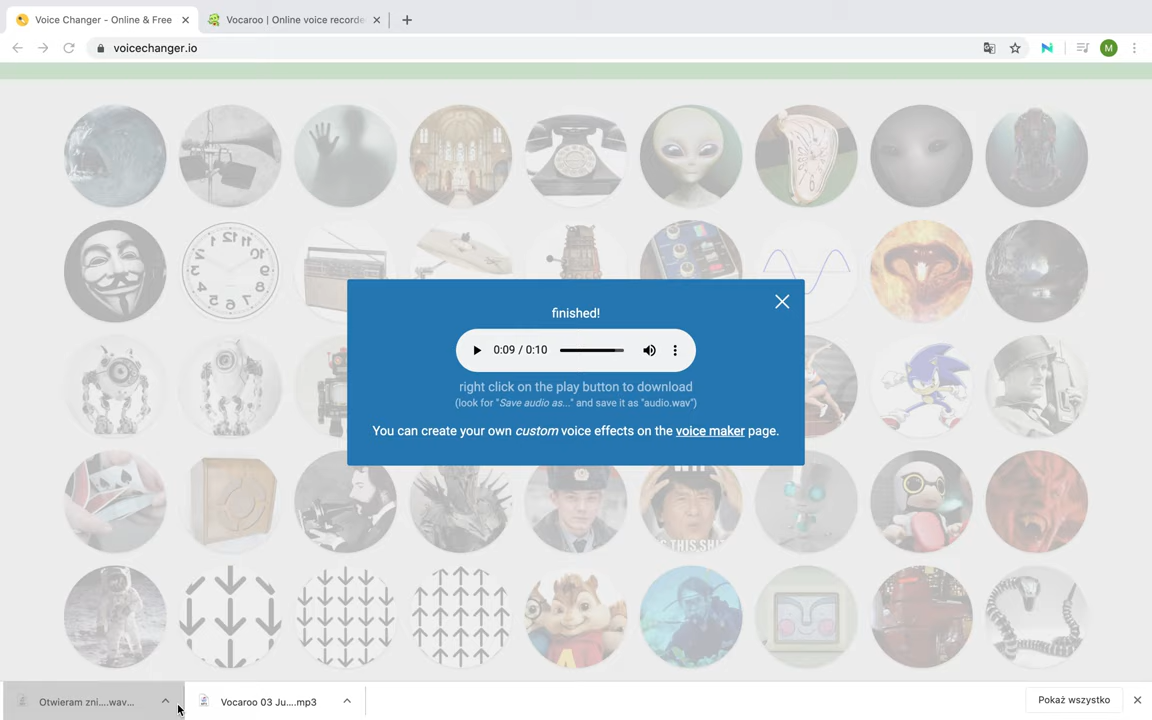 Voice Changer - Online & Free
Vocaroo | Online voice recorde
voicechanger.io
M
finished!
0:09 / 0:10
right click on the play button to download
(look for "Save audio as..." and save it as "audio.wav")
You can create your own custom voice effects on the voice maker page.
Otwieram zni....wav...
Vocaroo 03 Ju....mp3
Pokaż wszystko